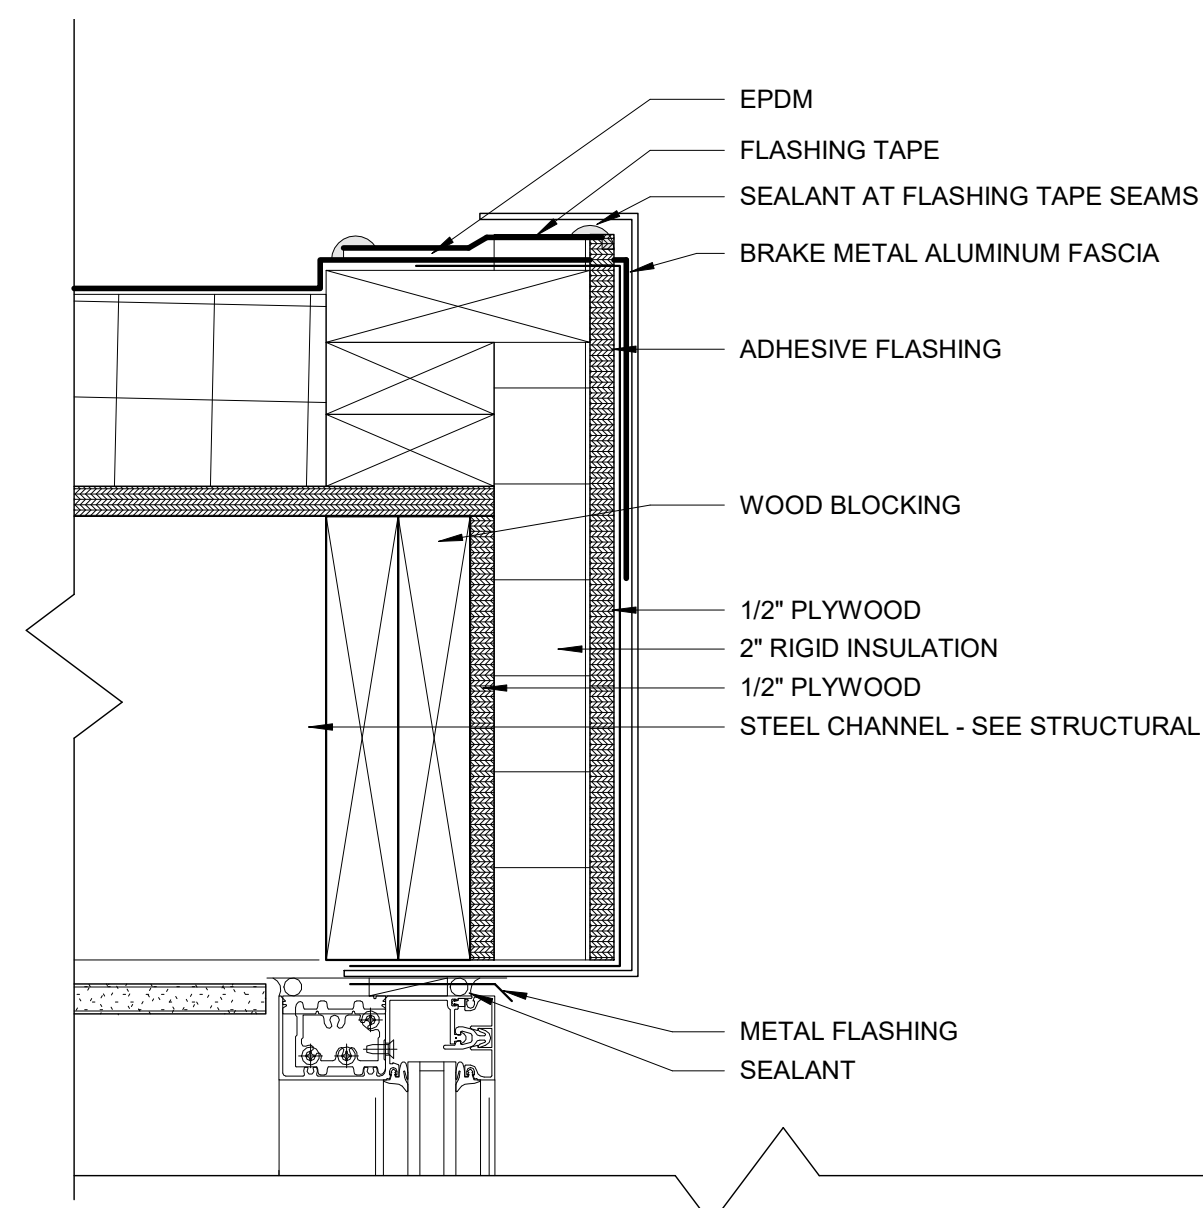 EPDM
FLASHING TAPE
SEALANT AT FLASHING TAPE SEAMS
BRAKE METAL ALUMINUM FASCIA
ADHESIVE FLASHING
WOOD BLOCKING
1/2" PLYWOOD
2" RIGID INSULATION
1/2" PLYWOOD
STEEL CHANNEL - SEE STRUCTURAL
METAL FLASHING
SEALANT